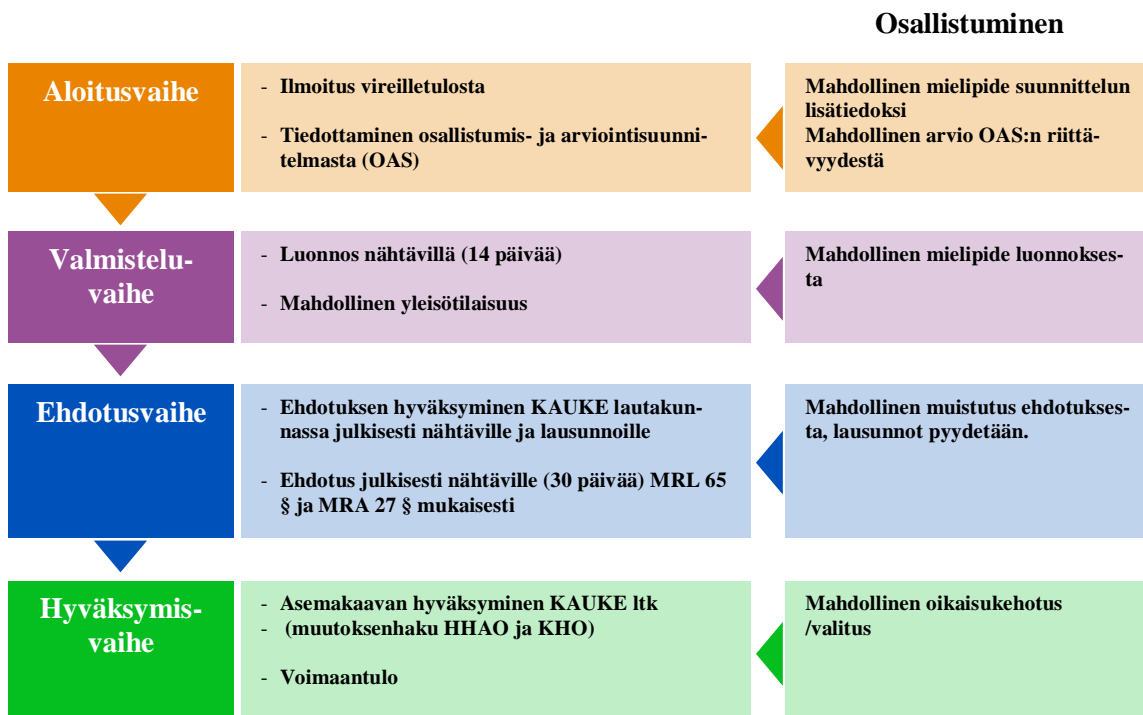 Osallistuminen
Aloitusvaihe
- Ilmoitus vireilletulosta
- Tiedottaminen osallistumis- ja arviointisuunni-
telmasta (OAS)
Mahdollinen mielipide suunnittelun
lisätiedoksi
Mahdollinen arvio OAS:n riittä-
vyydestä
Valmistelu-
vaihe
- Luonnos nähtävillä (14 päivää)
- Mahdollinen yleisötilaisuus
Mahdollinen mielipide luonnokses-
ta
Ehdotusvaihe
- Ehdotuksen hyväksyminen KAUKE lautakun-
nassa julkisesti nähtäville ja lausunnoille
- Ehdotus julkisesti nähtäville (30 päivää) MRL 65
§ ja MRA 27 § mukaisesti
Mahdollinen muistutus ehdotukses-
ta, lausunnot pyydetään.
Hyväksymis-
vaihe
- Asemakaavan hyväksyminen KAUKE ltk
- (muutoksenhaku HHAO ja KHO)
- Voimaantulo
Mahdollinen oikaisukehotus
/valitus